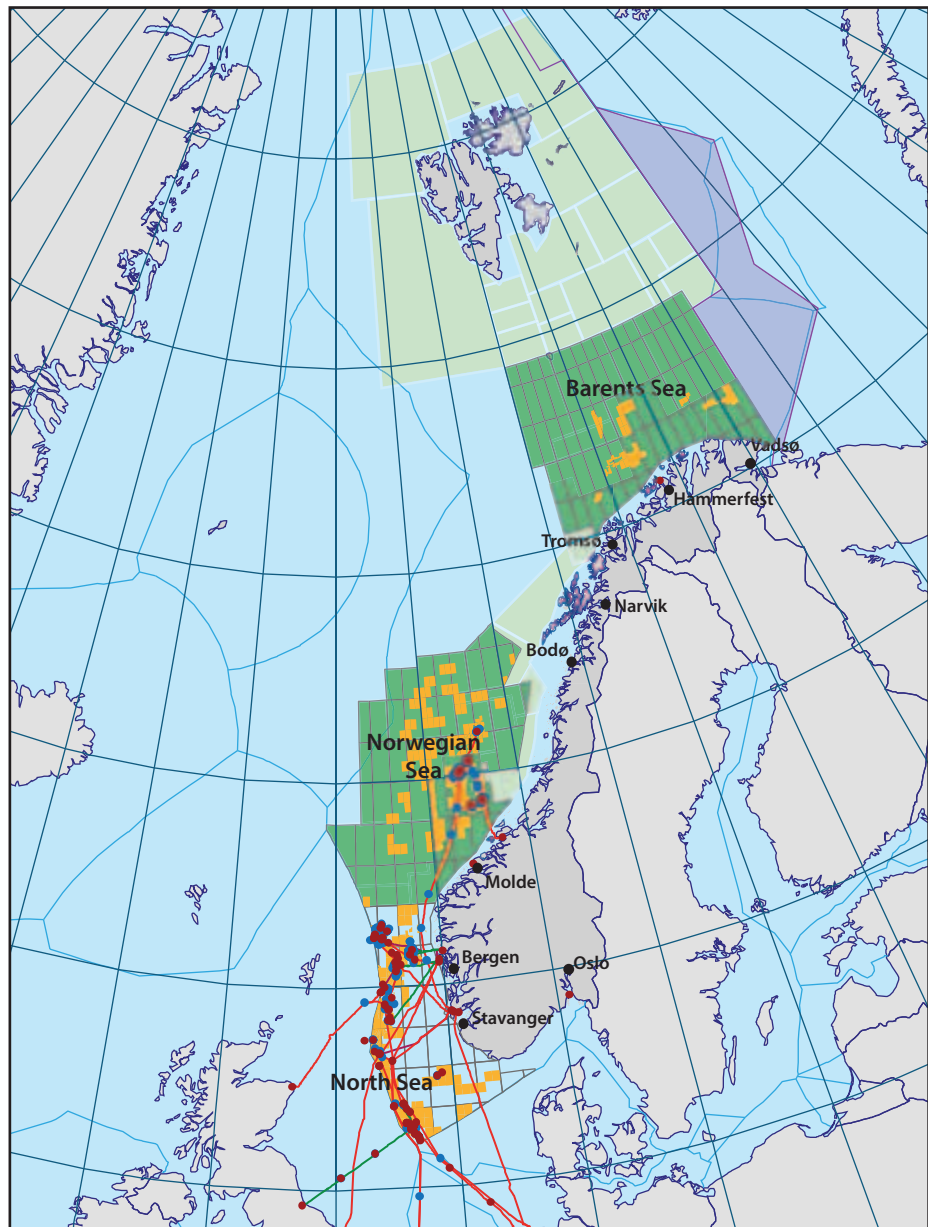 Barents Sea
Vadsø
Hammerfest
Tromsø
Narvik
Bodø
Norwegian
Sea
Molde
Bergen
Oslo
Stavanger
North Sea